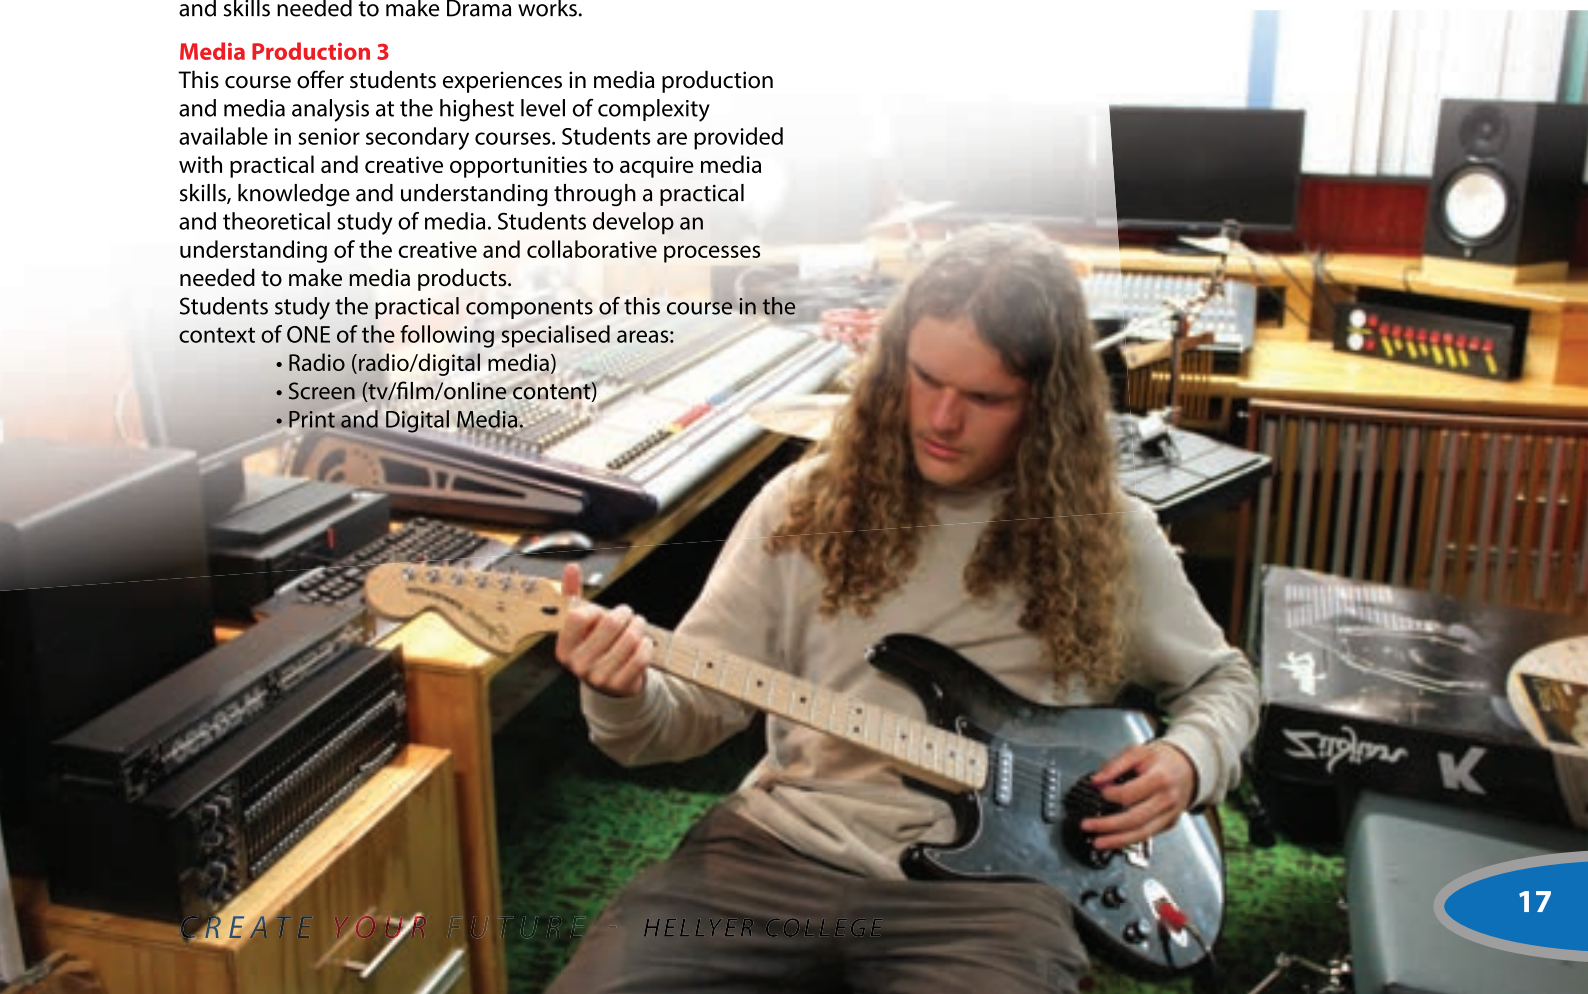 and skills needed to make Drama works.
Media Production 3
This course offer students experiences in media production
and media analysis at the highest level of complexity
available in senior secondary courses. Students are provided
with practical and creative opportunities to acquire media
skills, knowledge and understanding through a practical
and theoretical study of media. Students develop an
understanding of the creative and collaborative processes
needed to make media products.
Students study the practical components of this course in the
context of ONE of the following specialised areas:
• Radio (radio/digital media)
• Screen (tv/film/online content)
• Print and Digital Media.
Zildjian K
CREATE YOUR FUTURE - HELLYER COLLEGE
17